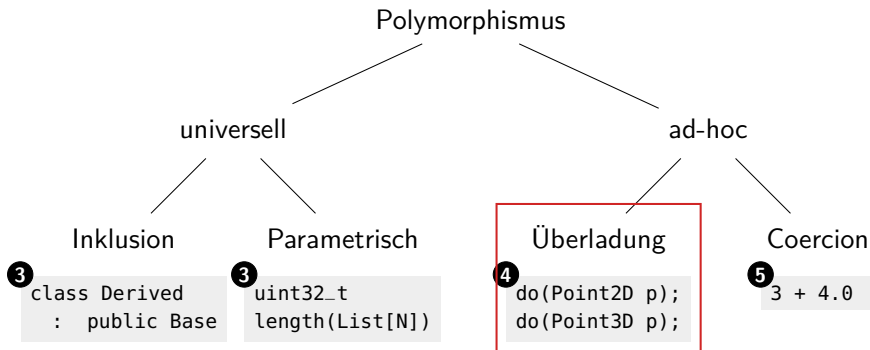 Polymorphismus
universell
ad-hoc
Inklusion
Parametrisch
Überladung
Coercion
3
class Derived
: public Base
3
uint32_t
length(List[N])
4
do(Point2D p);
do(Point3D p);
5
3 + 4.0